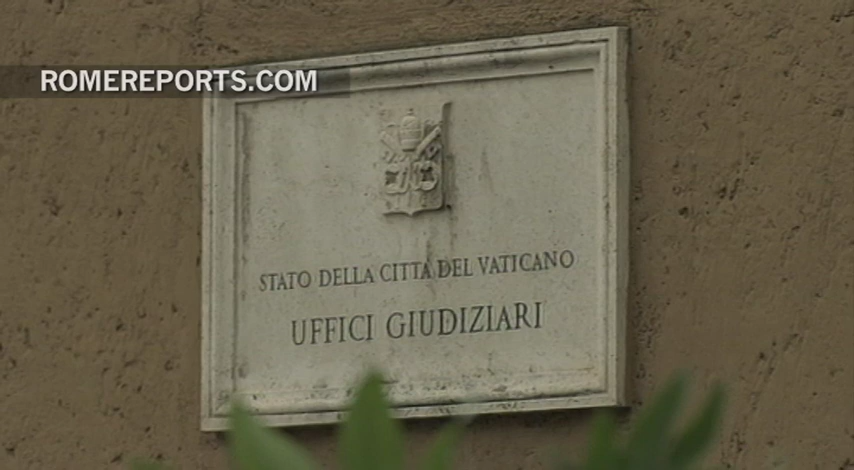 ROMEREPORTS.COM
STATO DELLA CITTA DEL VATICANO
UFFICI GIUDIZIARI